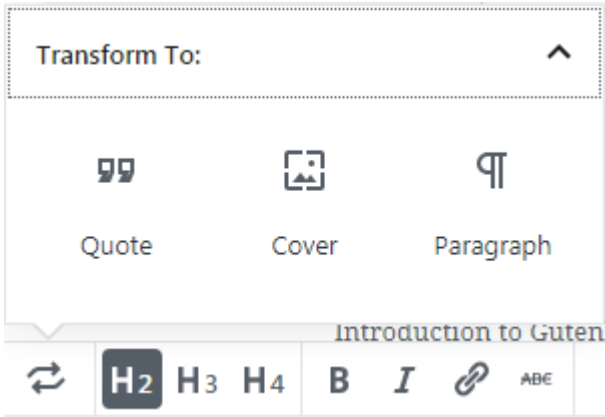 Transform To:
Quote Cover Paragraph
Introduction to Guten
H2 H3 H4 B I ABC